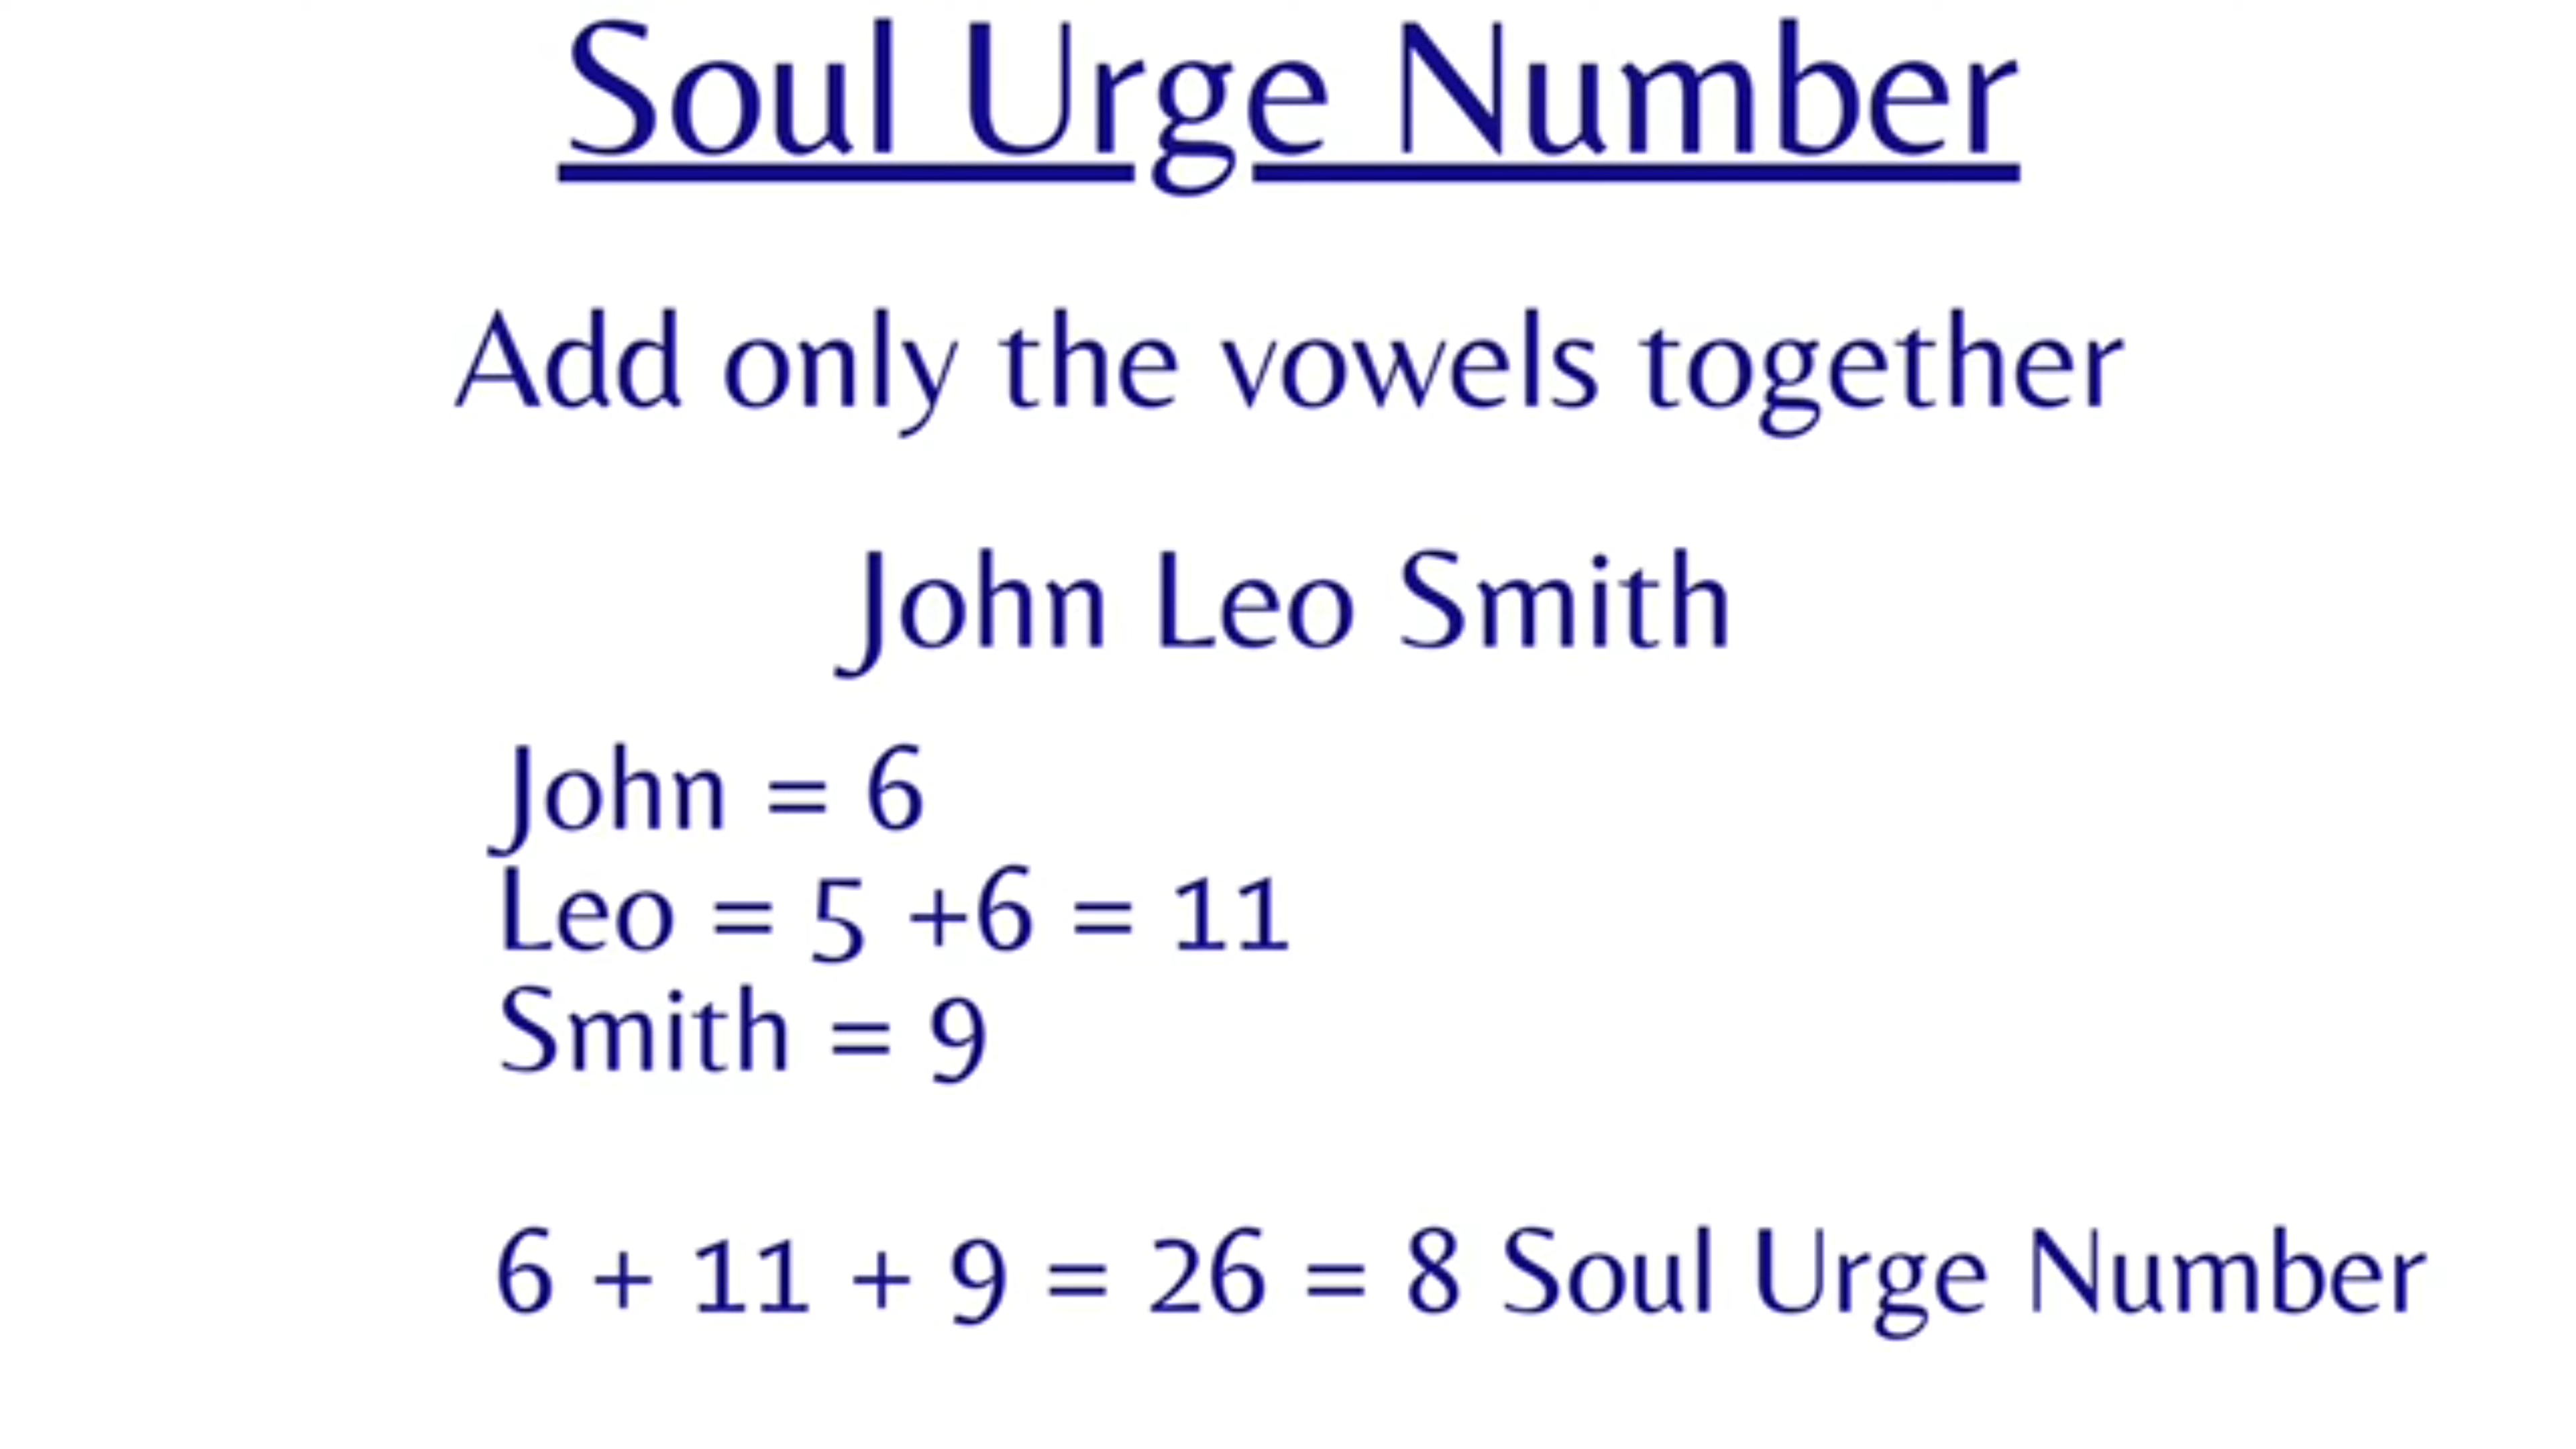 Soul Urge Number
Add only the vowels together
John Leo Smith
John = 6
Leo = 5 +6 = 11
Smith = 9
6 + 11 + 9 = 26 = 8 Soul Urge Number